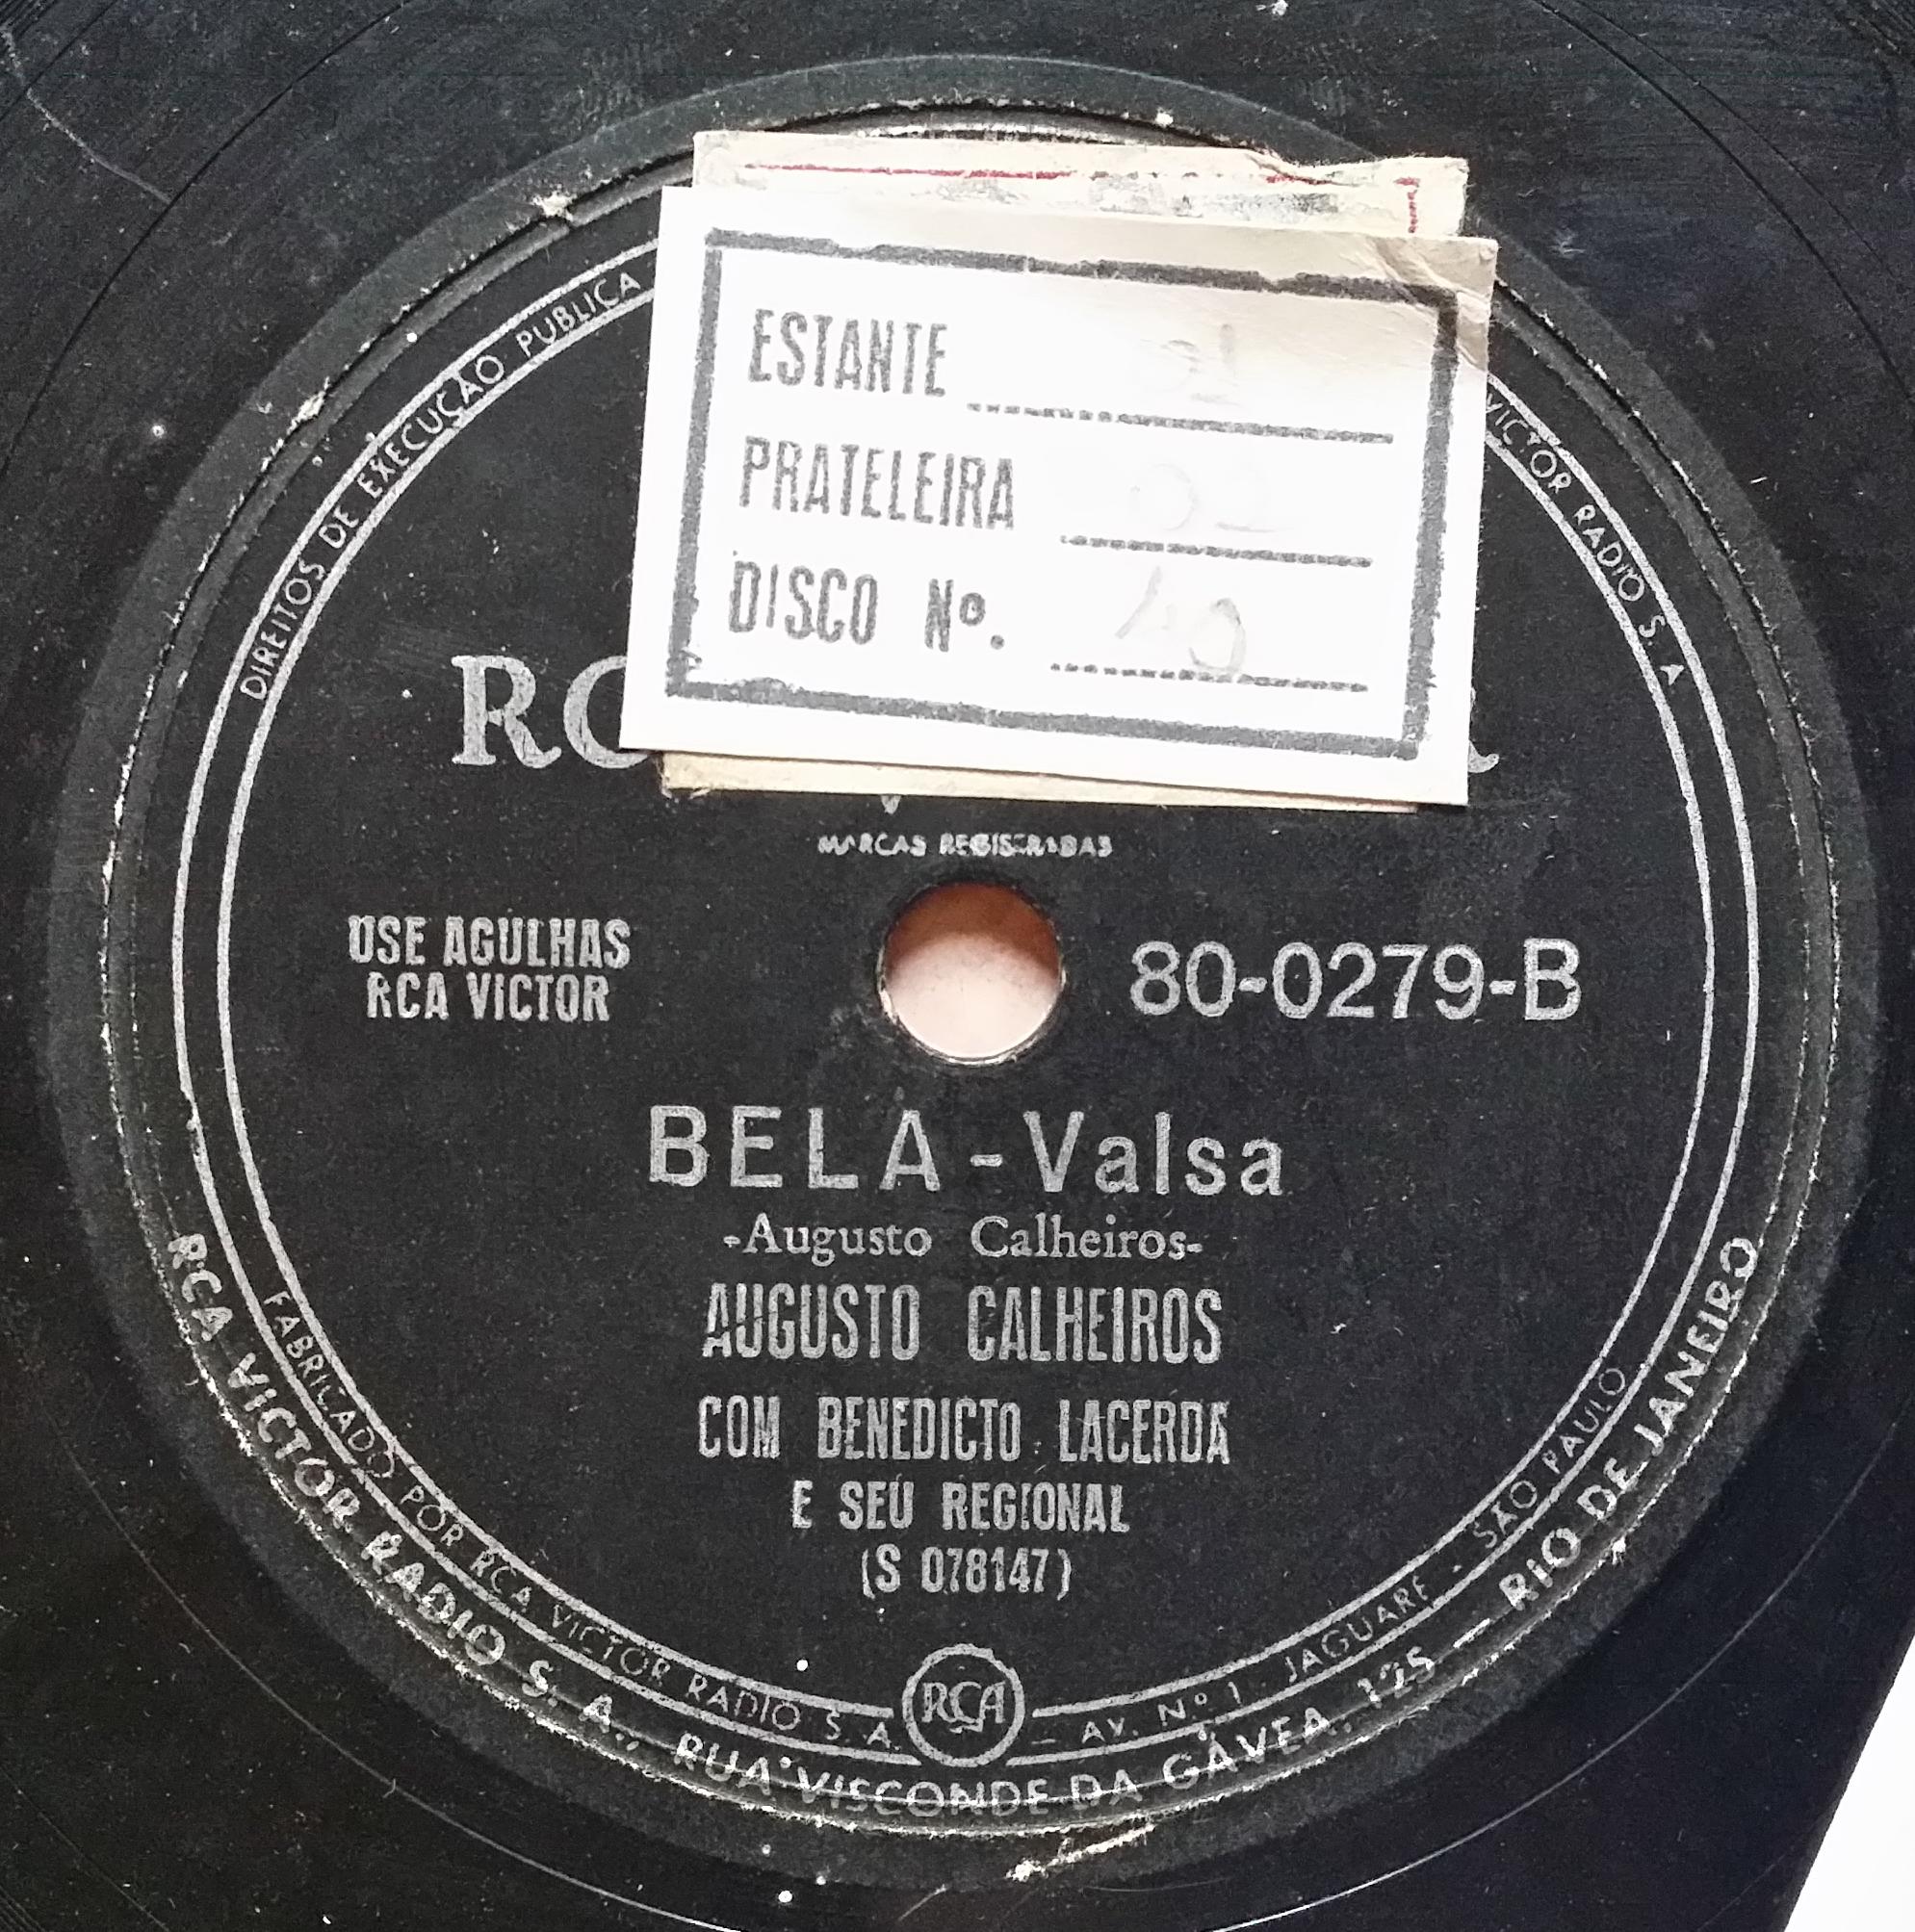 DIREITOS DE EXECUÇÃO PUBLICA
VICTOR RADIO S. A
ESTANTE
PRATELEIRA
DISCO Nº.
MARCAS REGISTRADAS
USE AGULHAS
RCA VICTOR
80-0279-B
BELA - Valsa
-Augusto Calheiros-
AUGUSTO CALHEIROS
COM BENEDICTO LACERDA
E SEU REGIONAL
(S 078147)
RCA
FABRICADO POR RCA VICTOR RADIO S. A. — AV. Nº 1 - JAGUARÉ - SÃO PAULO
RCA VICTOR RADIO S. A., RUA VISCONDE DA GÁVEA, 125 — RIO DE JANEIRO